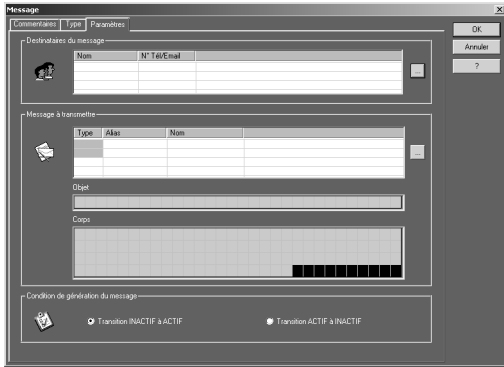 Message
Commentaires Type Paramètres
OK
Annuler
?
Destinataires du message
Nom N° Tél/Email
...
Message à transmettre
Type Alias Nom
...
Objet
Corps
Condition de génération du message
Transition INACTIF à ACTIF
Transition ACTIF à INACTIF